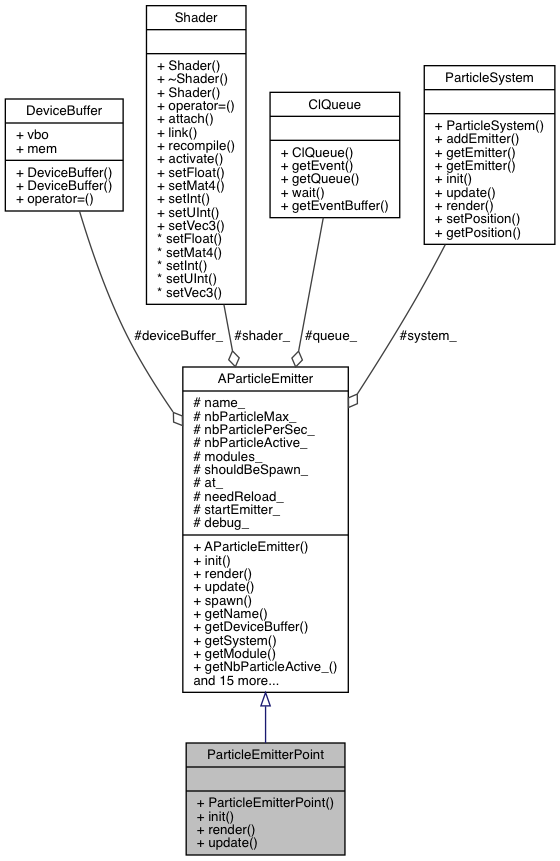 Shader
+ Shader()
+ ~Shader()
+ Shader()
+ operator=()
+ attach()
+ link()
+ recompile()
+ activate()
+ setFloat()
+ setMat4()
+ setInt()
+ setUInt()
+ setVec3()
* setFloat()
* setMat4()
* setInt()
* setUInt()
* setVec3()
DeviceBuffer
+ vbo
+ mem
+ DeviceBuffer()
+ DeviceBuffer()
+ operator=()
ClQueue
+ ClQueue()
+ getEvent()
+ getQueue()
+ wait()
+ getEventBuffer()
ParticleSystem
+ ParticleSystem()
+ addEmitter()
+ getEmitter()
+ getEmitter()
+ init()
+ update()
+ render()
+ setPosition()
+ getPosition()
#deviceBuffer_
#shader_
#queue_
#system_
AParticleEmitter
# name_
# nbParticleMax_
# nbParticlePerSec_
# nbParticleActive_
# modules_
# shouldBeSpawn_
# at_
# needReload_
# startEmitter_
# debug_
+ AParticleEmitter()
+ init()
+ render()
+ update()
+ spawn()
+ getName()
+ getDeviceBuffer()
+ getSystem()
+ getModule()
+ getNbParticleActive_()
and 15 more...
ParticleEmitterPoint
+ ParticleEmitterPoint()
+ init()
+ render()
+ update()